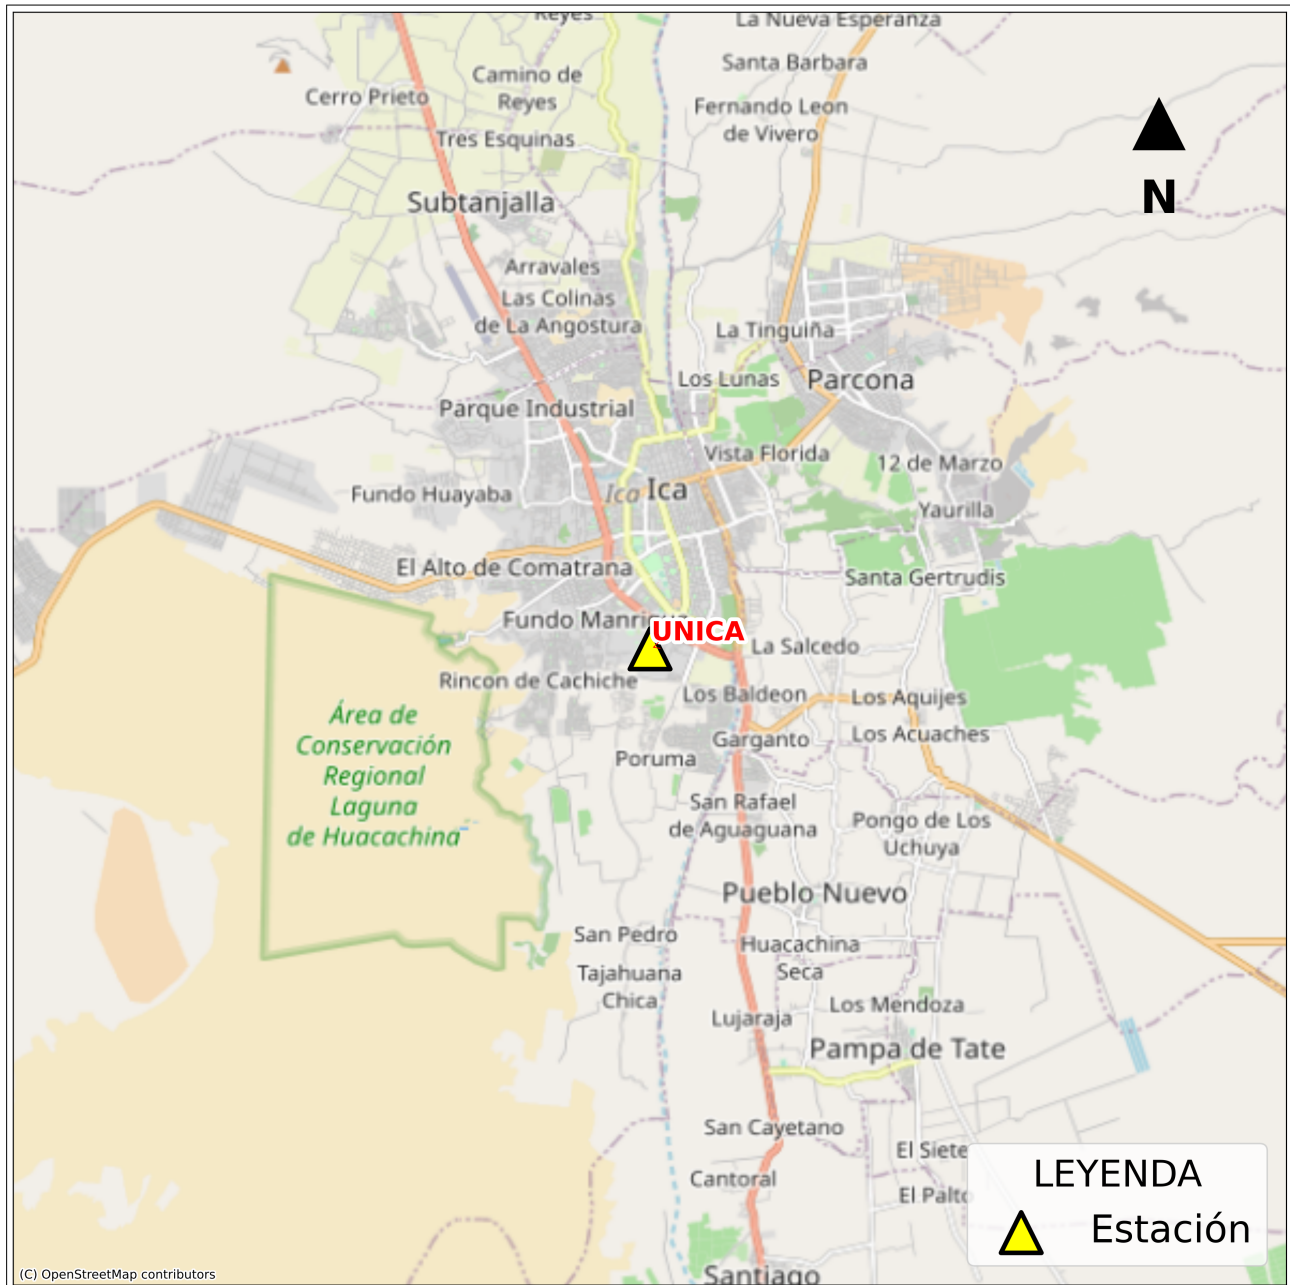 Reyes
La Nueva Esperanza
Santa Barbara
Camino de
Reyes
Cerro Prieto
Fernando Leon
de Vivero
Tres Esquinas
N
Subtanjalla
Arravales
Las Colinas
de La Angostura
La Tinguiña
Los Lunas
Parcona
Parque Industrial
Vista Florida
12 de Marzo
Fundo Huayaba
Ica Ica
Yaurilla
El Alto de Comatrana
Santa Gertrudis
Fundo Manrique
UNICA
La Salcedo
Rincon de Cachiche
Los Baldeon
Los Aquijes
Área de
Conservación
Regional
Laguna
de Huacachina
Garganto
Los Acuaches
Poruma
San Rafael
de Aguaguana
Pongo de Los
Uchuya
Pueblo Nuevo
San Pedro
Huacachina
Seca
Tajahuana
Chica
Los Mendoza
Lujaraja
Pampa de Tate
San Cayetano
El Siete
Cantoral
El Palto
Santiago
LEYENDA
Estación
(C) OpenStreetMap contributors